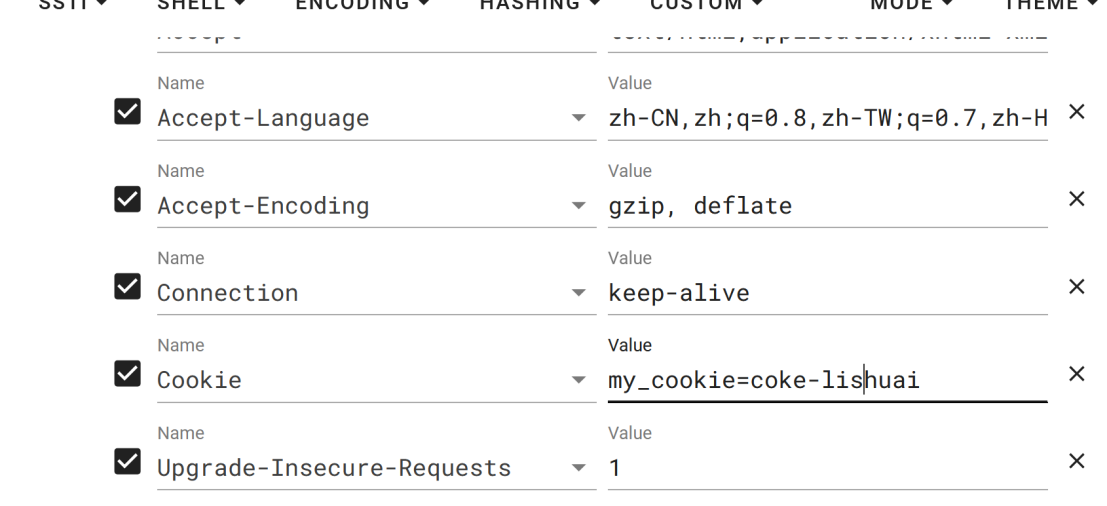 SSTI SHELL ENCODING HASHING CUSTOM MODE THEME
Accept
Name Value
Accept-Language zh-CN,zh;q=0.8,zh-TW;q=0.7,zh-H
Name Value
Accept-Encoding gzip, deflate
Name Value
Connection keep-alive
Name Value
Cookie my_cookie=coke-lishuai
Name Value
Upgrade-Insecure-Requests 1